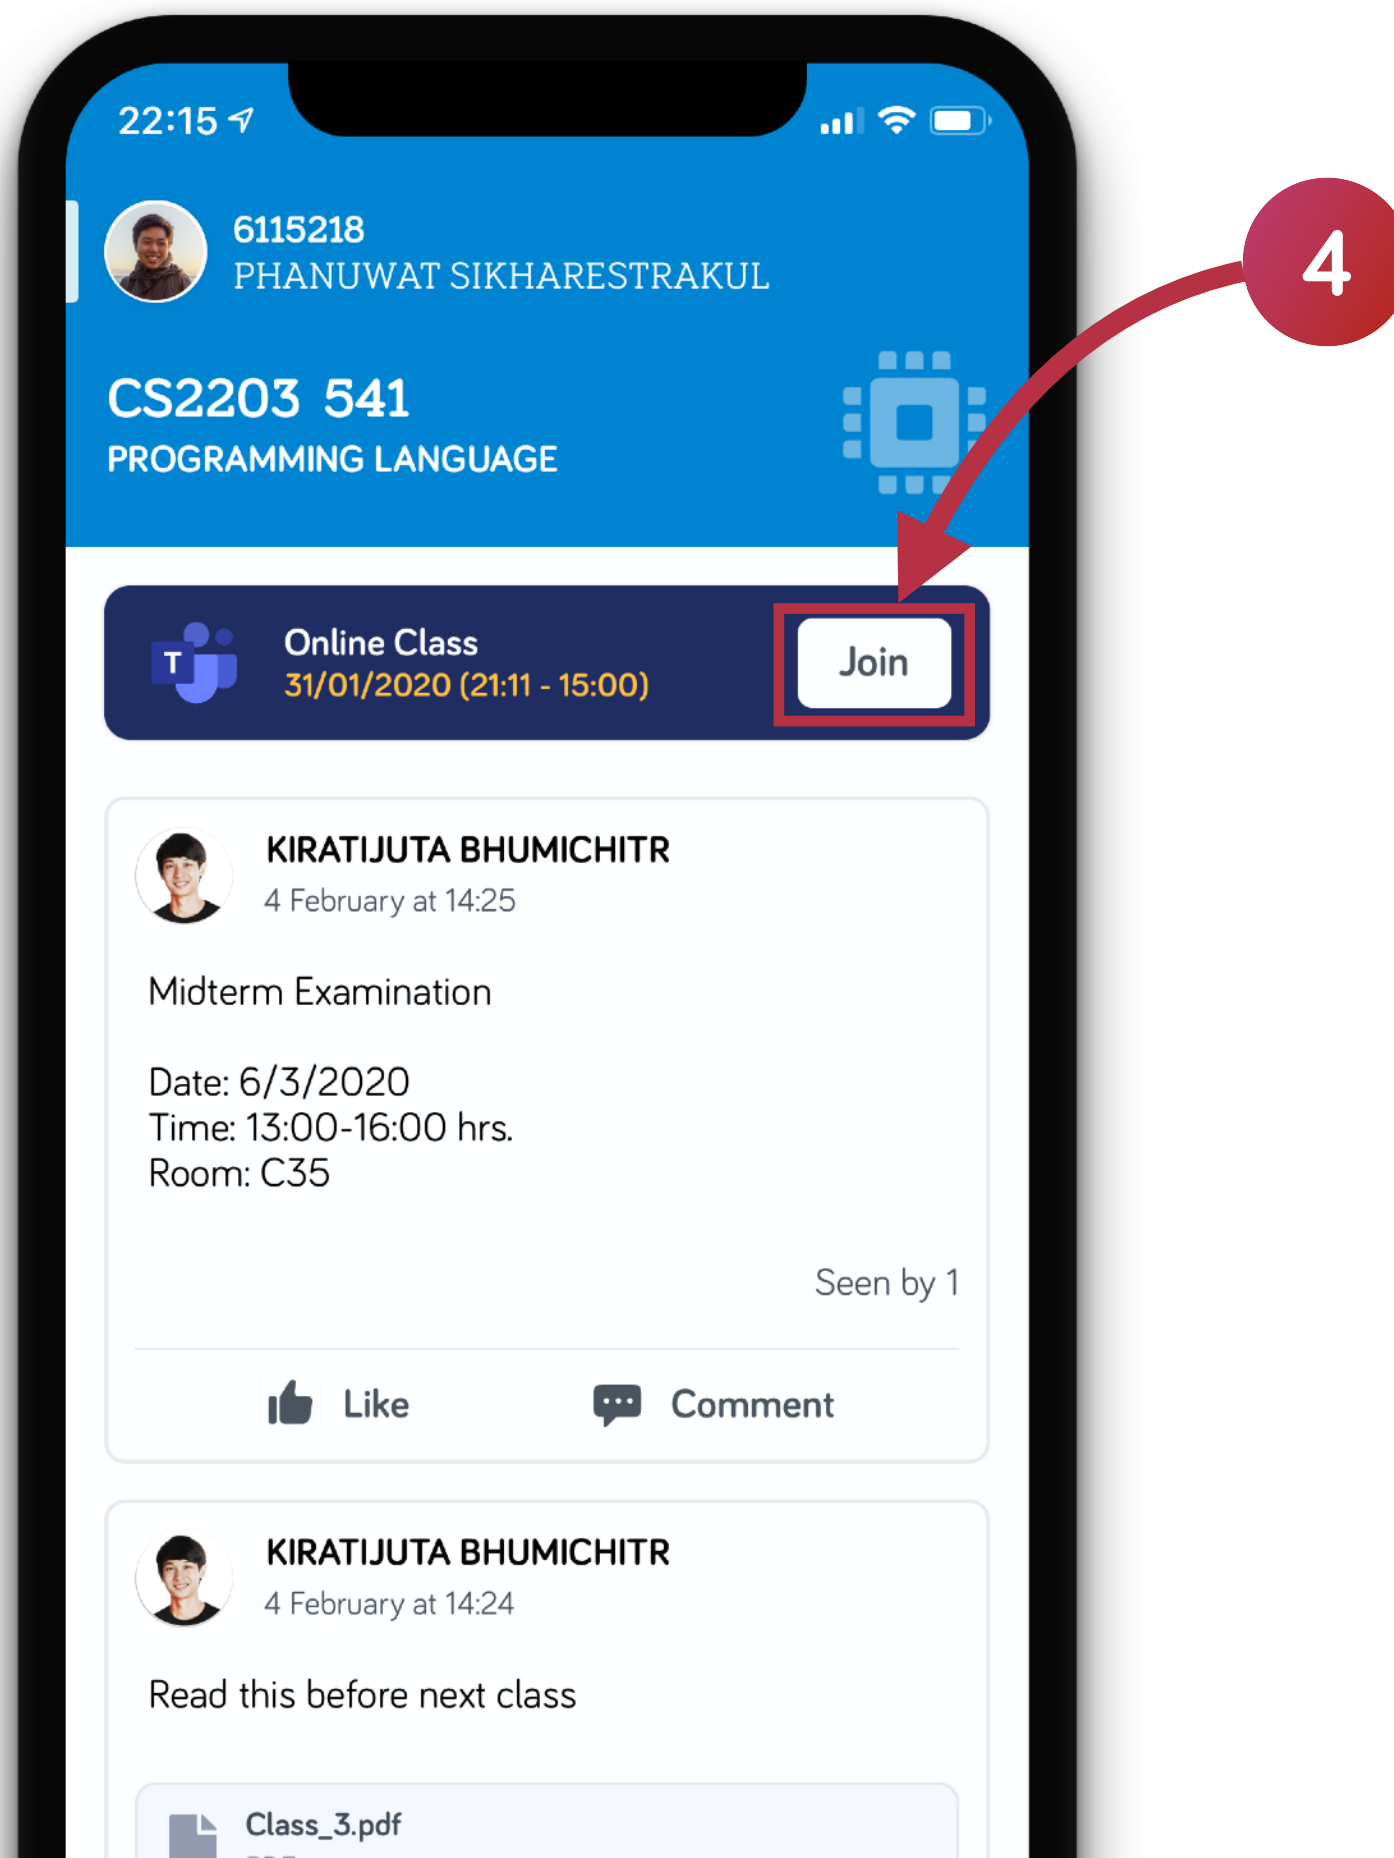 22:15
6115218
PHANUWAT SIKHARESTRAKUL
4
CS2203 541
PROGRAMMING LANGUAGE
T
Online Class
31/01/2020 (21:11 - 15:00)
Join
KIRATIJUTA BHUMICHITR
4 February at 14:25
Midterm Examination
Date: 6/3/2020
Time: 13:00-16:00 hrs.
Room: C35
Seen by 1
Like
Comment
KIRATIJUTA BHUMICHITR
4 February at 14:24
Read this before next class
Class_3.pdf